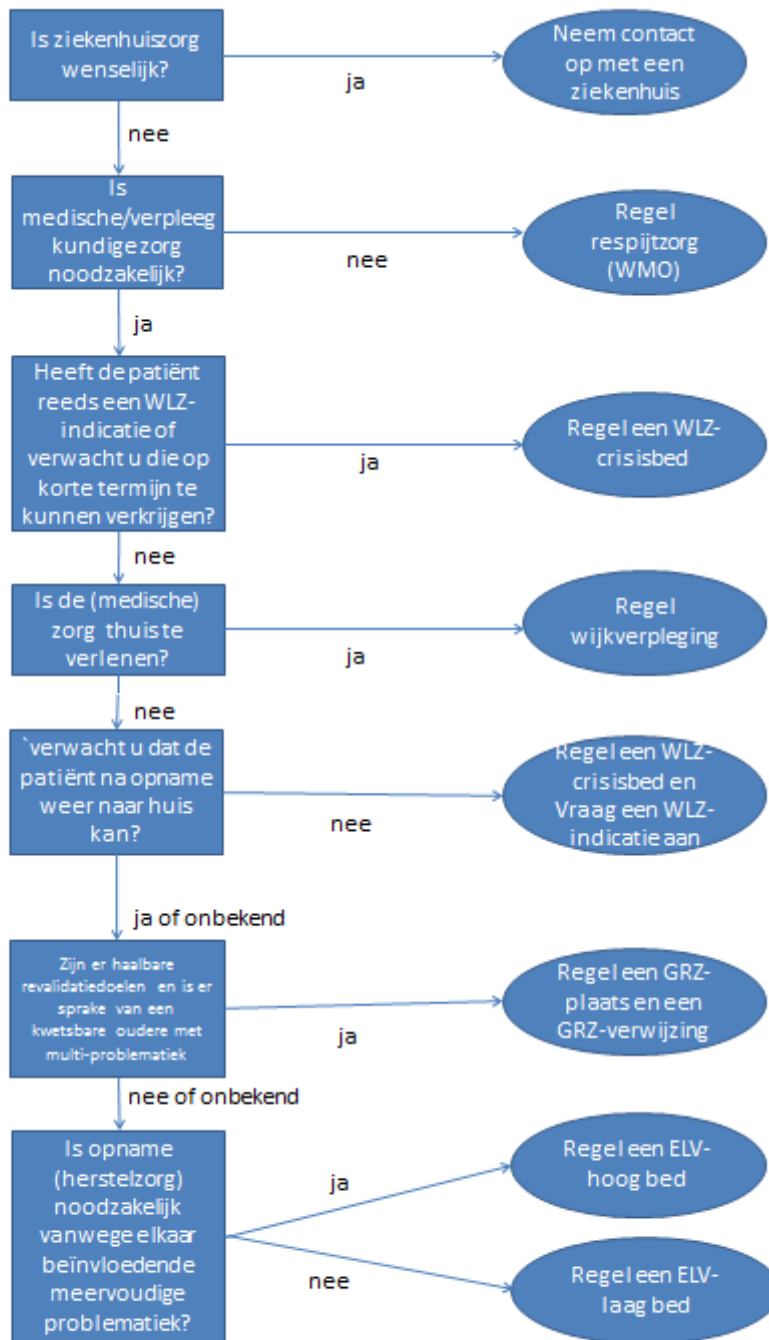 Is ziekenhuiszorg
wenselijk?
ja
Neem contact
op met een
ziekenhuis
nee
Is
medische/verpleeg
kundige zorg
noodzakelijk?
nee
Regel
respijtzorg
(WMO)
ja
Heeft de patiënt
reeds een WLZ-
indicatie of
verwacht u die op
korte termijn te
kunnen verkrijgen?
ja
Regel een WLZ-
crisisbed
nee
Is de (medische)
zorg thuis te
verlenen?
ja
Regel
wijkverpleging
nee
`verwacht u dat de
patiënt na opname
weer naar huis
kan?
nee
Regel een WLZ-
crisisbed en
Vraag een WLZ-
indicatie aan
ja of onbekend
Zijn er haalbare
revalidatiedoelen en is er
sprake van een
kwetsbare oudere met
multi-problematiek
ja
Regel een GRZ-
plaats en een
GRZ-verwijzing
nee of onbekend
Is opname
(herstelzorg)
noodzakelijk
vanwege elkaar
beïnvloedende
meervoudige
problematiek?
ja
Regel een ELV-
hoog bed
nee
Regel een ELV-
laag bed